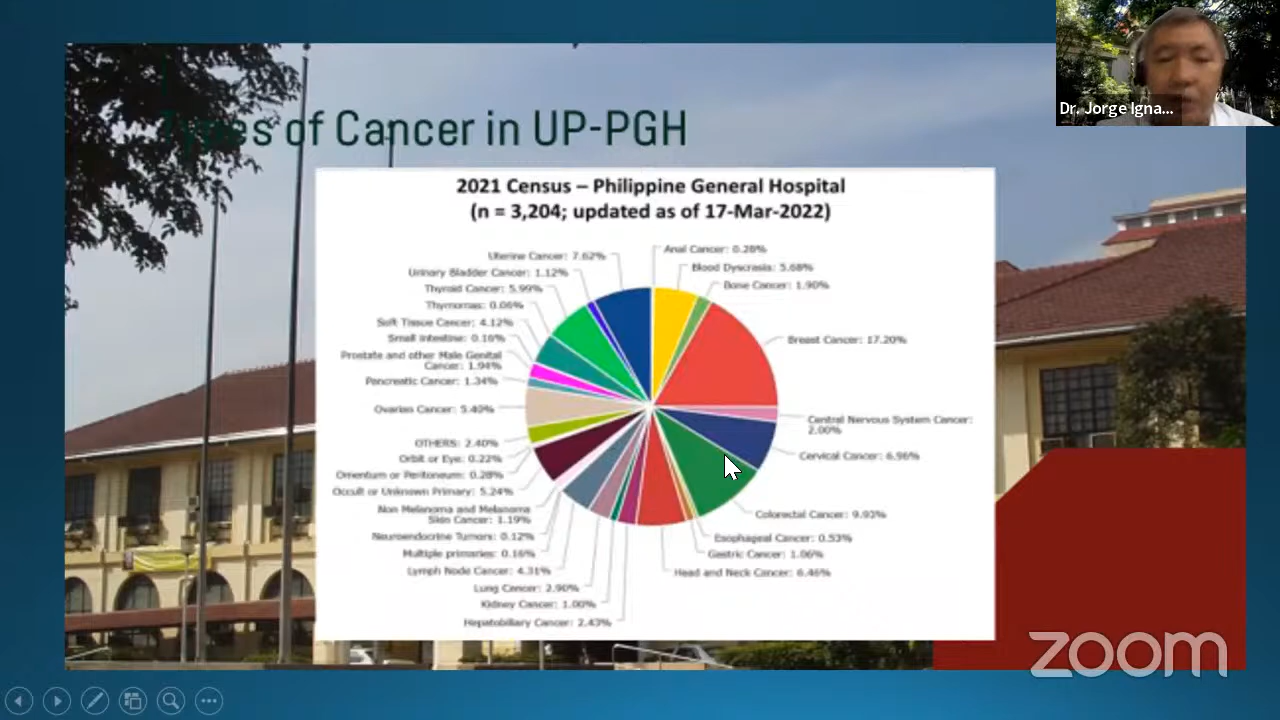 Dr. Jorge Igna...
Types of Cancer in UP-PGH
2021 Census – Philippine General Hospital
(n = 3,204; updated as of 17-Mar-2022)
Anal Cancer: 0.28%
Blood Dyscrasia: 5.68%
Bone Cancer: 1.90%
Breast Cancer: 17.20%
Central Nervous System Cancer:
2.00%
Cervical Cancer: 6.96%
Colorectal Cancer: 9.93%
Esophageal Cancer: 0.53%
Gastric Cancer: 1.06%
Head and Neck Cancer: 6.46%
Hepatobiliary Cancer: 2.43%
Kidney Cancer: 1.00%
Lung Cancer: 2.90%
Lymph Node Cancer: 4.31%
Multiple primaries: 0.16%
Neuroendocrine Tumors: 0.12%
Non Melanoma and Melanoma
Skin Cancer: 1.19%
Occult or Unknown Primary: 5.24%
Omentum or Peritoneum: 0.28%
Orbit or Eye: 0.22%
OTHERS: 2.40%
Ovarian Cancer: 5.40%
Pancreatic Cancer: 1.34%
Prostate and other Male Genital
Cancer: 1.94%
Small intestine: 0.16%
Soft Tissue Cancer: 4.12%
Thymomas: 0.06%
Thyroid Cancer: 5.99%
Urinary Bladder Cancer: 1.12%
Uterine Cancer: 7.62%
zoom